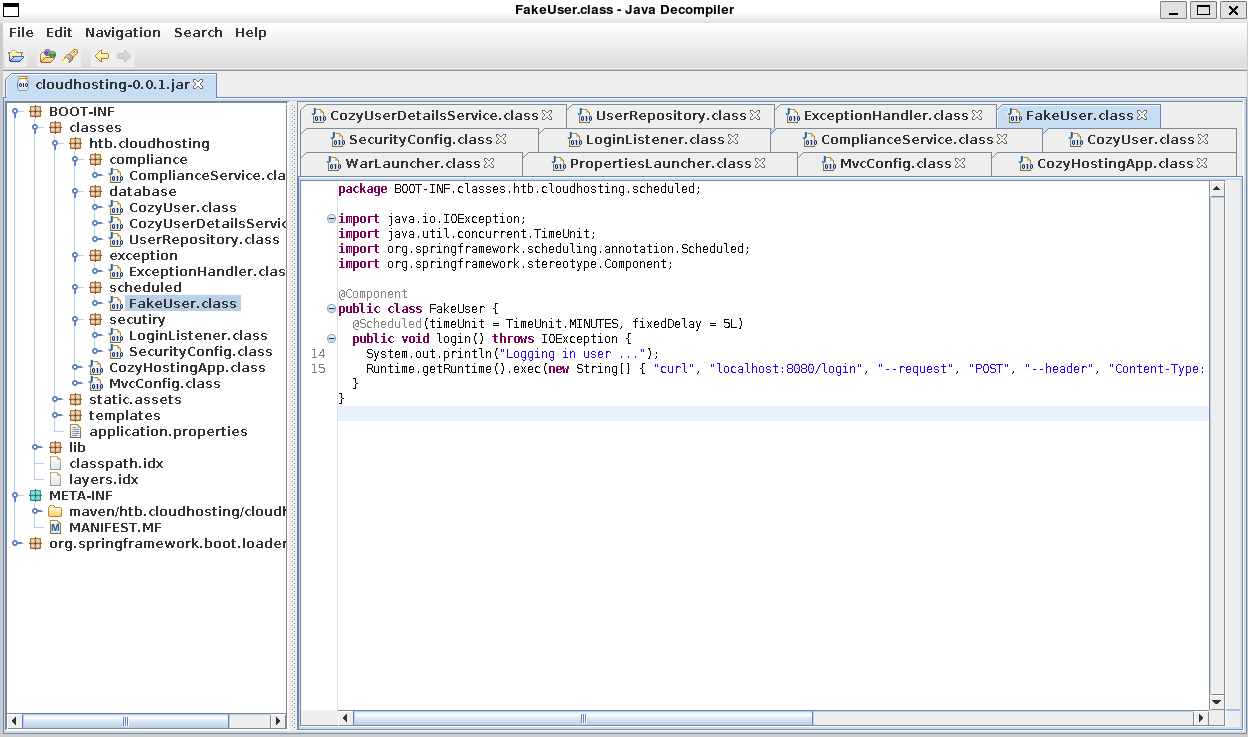 FakeUser.class - Java Decompiler
File Edit Navigation Search Help
cloudhosting-0.0.1.jar
BOOT-INF
classes
htb.cloudhosting
compliance
ComplianceService.cla
database
CozyUser.class
CozyUserDetailsServic
UserRepository.class
exception
ExceptionHandler.clas
scheduled
FakeUser.class
secutiry
LoginListener.class
SecurityConfig.class
CozyHostingApp.class
MvcConfig.class
static.assets
templates
application.properties
lib
classpath.idx
layers.idx
META-INF
maven/htb.cloudhosting/cloudh
MANIFEST.MF
org.springframework.boot.loader
CozyUserDetailsService.class UserRepository.class ExceptionHandler.class FakeUser.class
SecurityConfig.class LoginListener.class ComplianceService.class CozyUser.class
WarLauncher.class PropertiesLauncher.class MvcConfig.class CozyHostingApp.class
package BOOT-INF.classes.htb.cloudhosting.scheduled;
import java.io.IOException;
import java.util.concurrent.TimeUnit;
import org.springframework.scheduling.annotation.Scheduled;
import org.springframework.stereotype.Component;
@Component
public class FakeUser {
@Scheduled(timeUnit = TimeUnit.MINUTES, fixedDelay = 5L)
public void login() throws IOException {
14 System.out.println("Logging in user ...");
15 Runtime.getRuntime().exec(new String[] { "curl", "localhost:8080/login", "--request", "POST", "--header", "Content-Type:
}
}